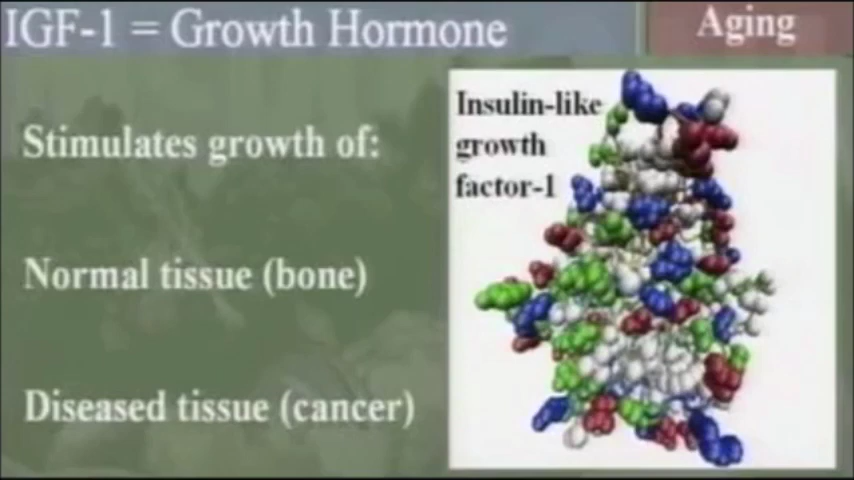 IGF-1 = Growth Hormone
Aging
Stimulates growth of:
Normal tissue (bone)
Diseased tissue (cancer)
Insulin-like
growth
factor-1